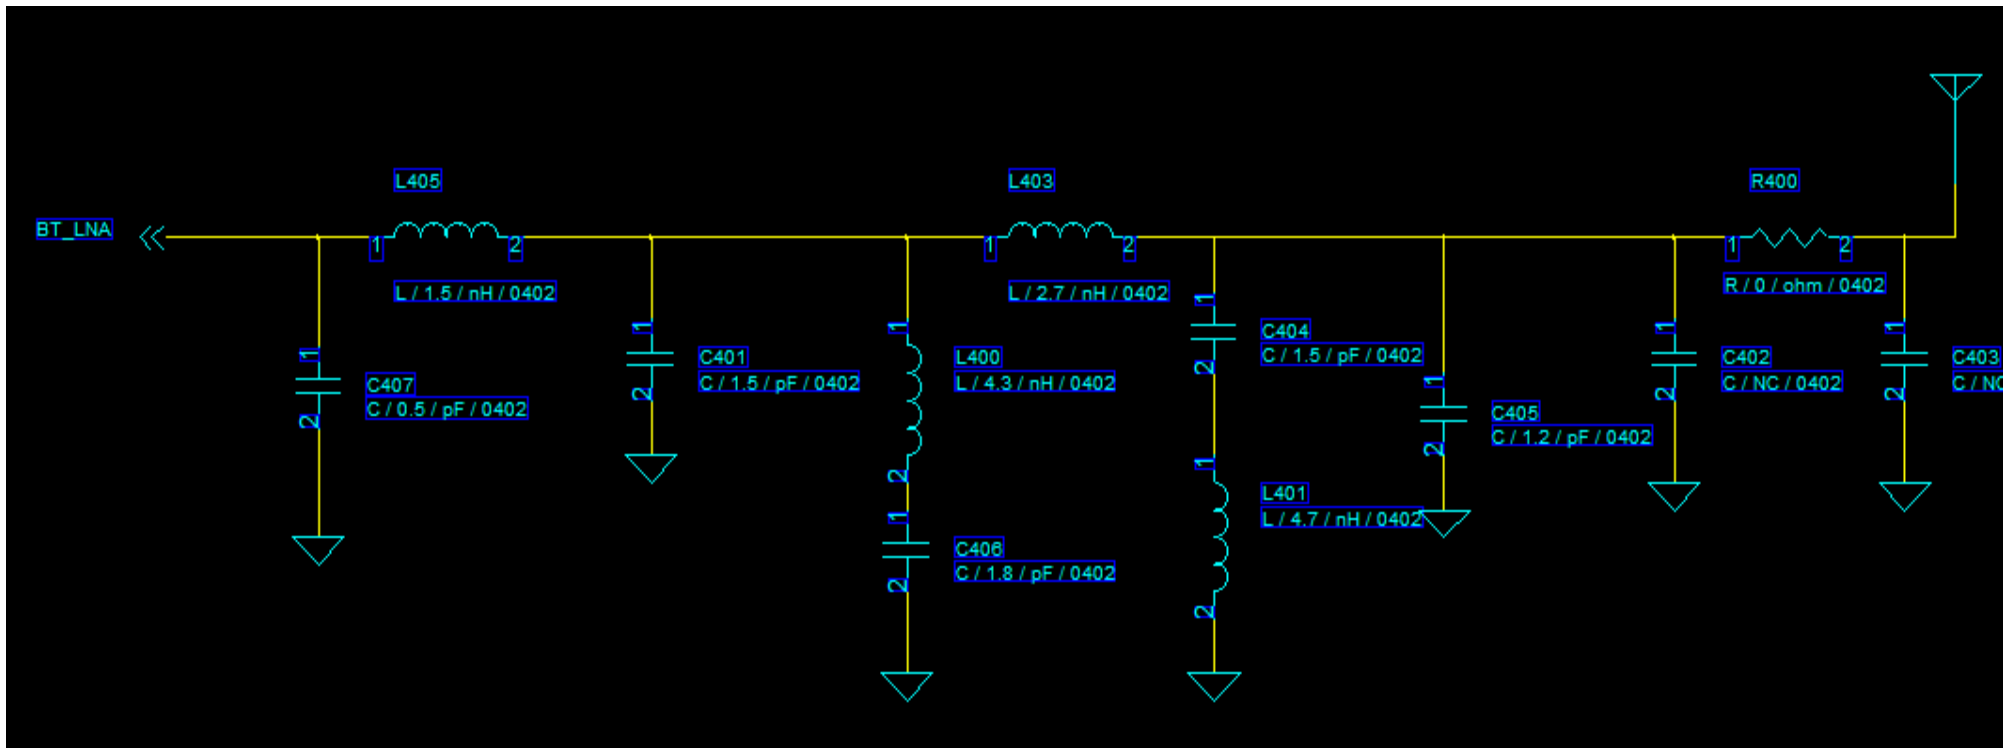 L405
L403
R400
BT_LNA
1
2
1
2
1
2
L / 1.5 / nH / 0402
L / 2.7 / nH / 0402
R / 0 / ohm / 0402
1
2
C407
C / 0.5 / pF / 0402
1
2
C401
C / 1.5 / pF / 0402
1
2
L400
L / 4.3 / nH / 0402
1
2
C406
C / 1.8 / pF / 0402
1
2
C404
C / 1.5 / pF / 0402
1
2
L401
L / 4.7 / nH / 0402
1
2
C405
C / 1.2 / pF / 0402
1
2
C402
C / NC / 0402
1
2
C403
C / NC